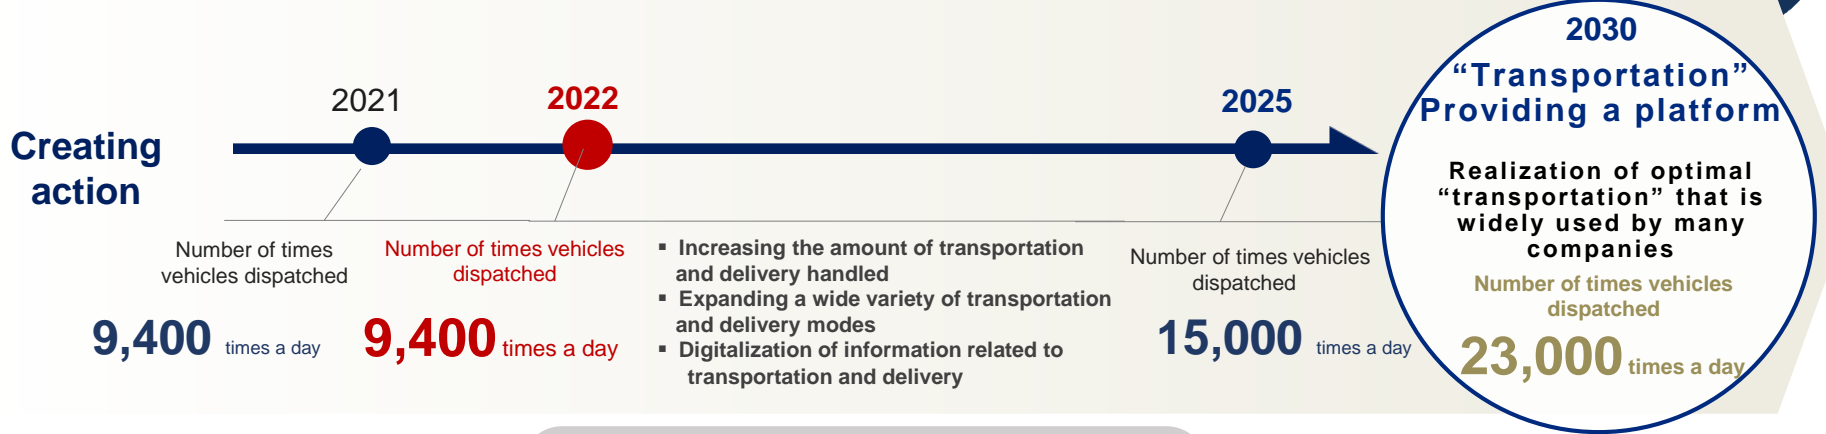 Creating
action
2021
Number of times
vehicles dispatched
9,400 times a day
2022
Number of times vehicles
dispatched
9,400 times a day
▪ Increasing the amount of transportation
and delivery handled
▪ Expanding a wide variety of transportation
and delivery modes
▪ Digitalization of information related to
transportation and delivery
2025
Number of times vehicles
dispatched
15,000 times a day
2030
“Transportation”
Providing a platform
Realization of optimal
“transportation” that is
widely used by many
companies
Number of times vehicles
dispatched
23,000 times a day